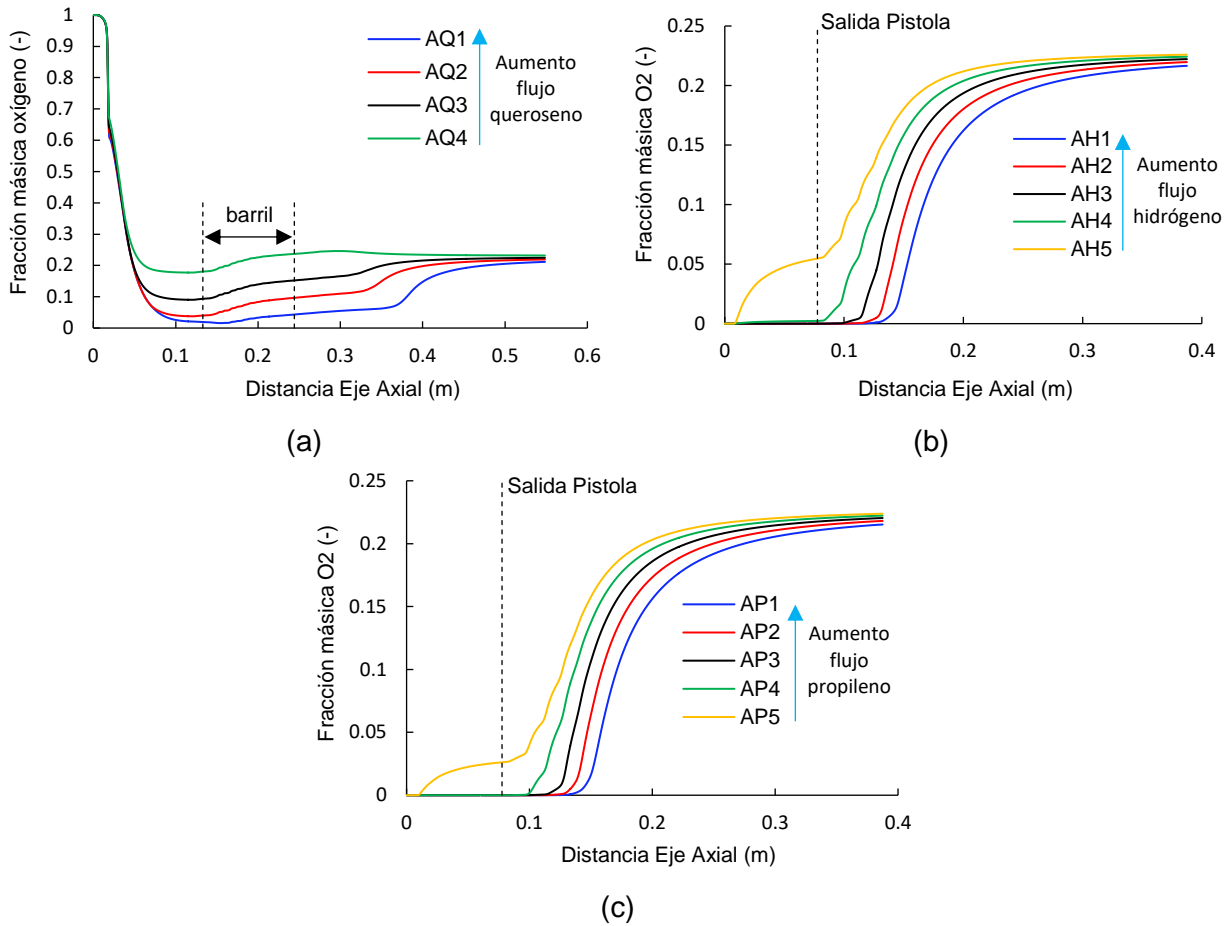 Fracción másica oxígeno (-)
1
0.9
0.8
0.7
0.6
0.5
0.4
0.3
0.2
0.1
0
0
0.1
0.2
0.3
0.4
0.5
0.6
Distancia Eje Axial (m)
barril
AQ1
AQ2
AQ3
AQ4
Aumento
flujo
queroseno
(a)
Salida Pistola
Fracción másica O2 (-)
0.25
0.2
0.15
0.1
0.05
0
0
0.1
0.2
0.3
0.4
Distancia Eje Axial (m)
AH1
AH2
AH3
AH4
AH5
Aumento
flujo
hidrógeno
(b)
Salida Pistola
Fracción másica O2 (-)
0.25
0.2
0.15
0.1
0.05
0
0
0.1
0.2
0.3
0.4
Distancia Eje Axial (m)
AP1
AP2
AP3
AP4
AP5
Aumento
flujo
propileno
(c)